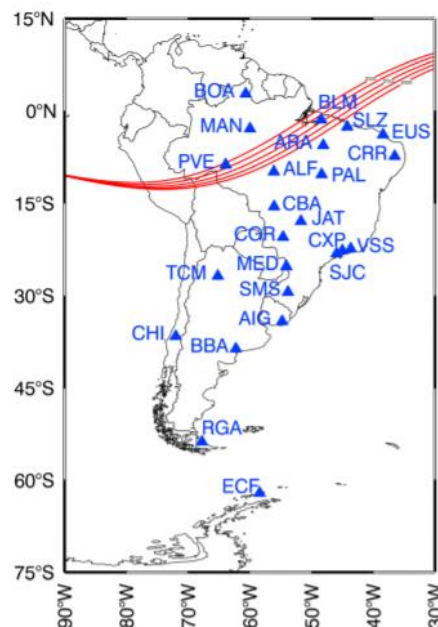 15°N
BOA
BLM
0°N
MAN
SLZ
EUS
ARA
CRR
PVE
ALF
PAL
15°S
CBA
JAT
CGR
CXP
VSS
MED
SJC
TCM
SMS
30°S
AIG
CHI
BBA
45°S
RGA
60°S
ECF
75°S
90°W
80°W
70°W
60°W
50°W
40°W
30°W